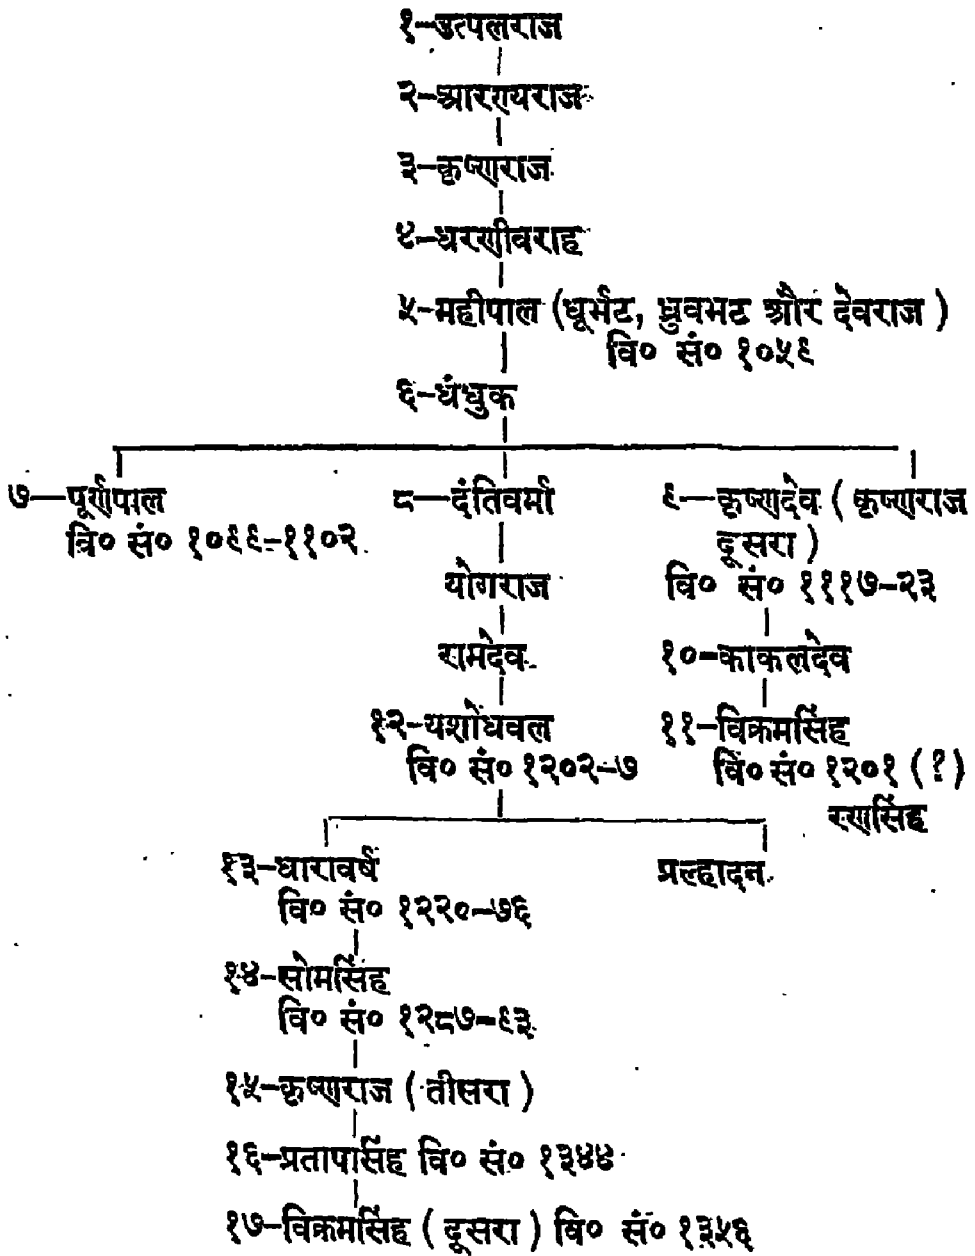 १-उत्पलराज
२-आरण्यराज
३-कृष्णराज
४-धरणीवराह
५-महीपाल (धूर्भट, ध्रुवभट और देवराज )
वि० सं० १०५९
६-धंधुक
७—पूर्णपाल
वि० सं० १०९९-११०२
८—दंतिवर्मा
योगराज
रामदेव
१२-यशोधवल
वि० सं० १२०२-७
९—कृष्णदेव ( कृष्णराज
दूसरा )
वि० सं० १११७-२३
१०-काकलदेव
११-विक्रमसिंह
वि० सं० १२०१ (?)
रणसिंह
१३-धारावर्ष
वि० सं० १२२०-७६
प्रल्हादन
१४-सोमसिंह
वि० सं० १२८७-९३
१५-कृष्णराज ( तीसरा )
१६-प्रतापसिंह वि० सं० १३४४
१७-विक्रमसिंह ( दूसरा ) वि० सं० १३५६